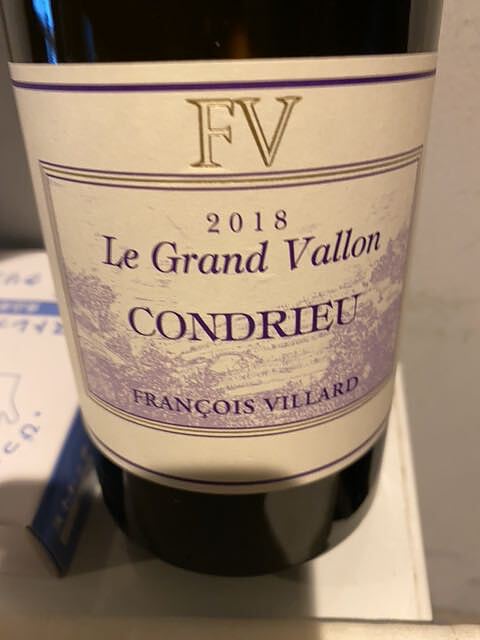 FV
2018
Le Grand Vallon
CONDRIEU
FRANÇOIS VILLARD